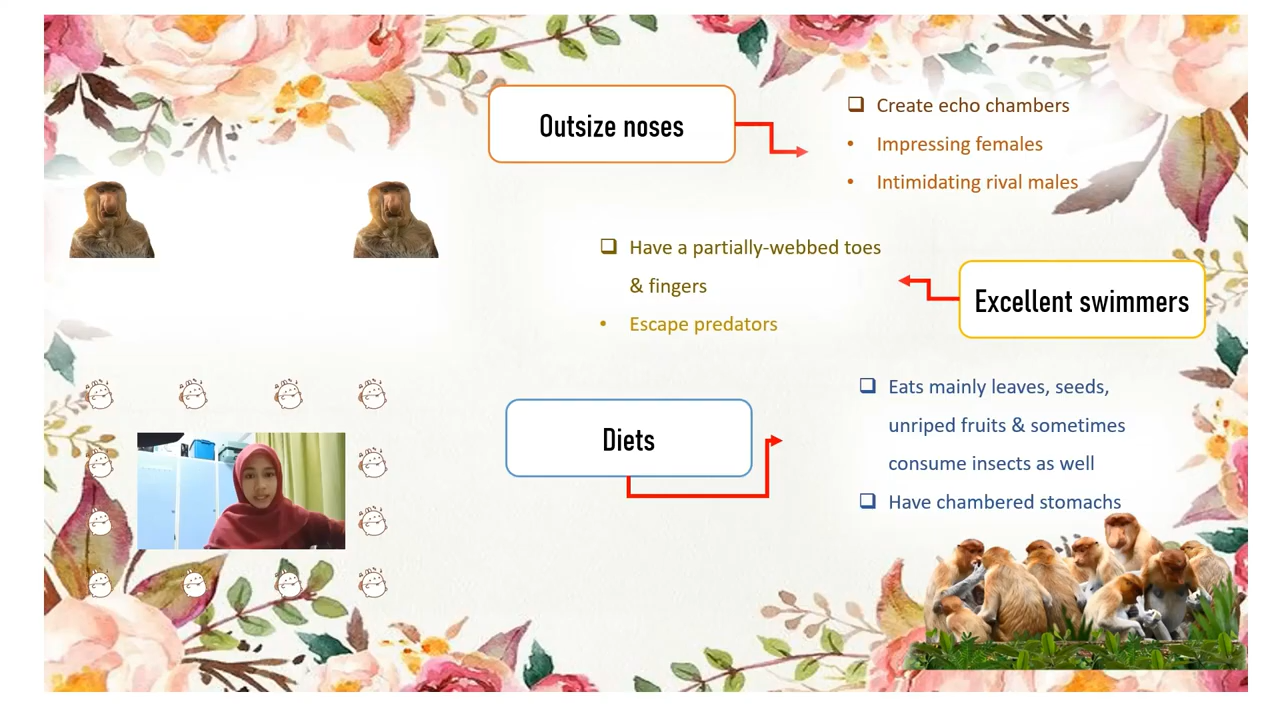 Outsize noses
❑ Create echo chambers
• Impressing females
• Intimidating rival males
❑ Have a partially-webbed toes
& fingers
• Escape predators
Excellent swimmers
Diets
❑ Eats mainly leaves, seeds,
unriped fruits & sometimes
consume insects as well
❑ Have chambered stomachs